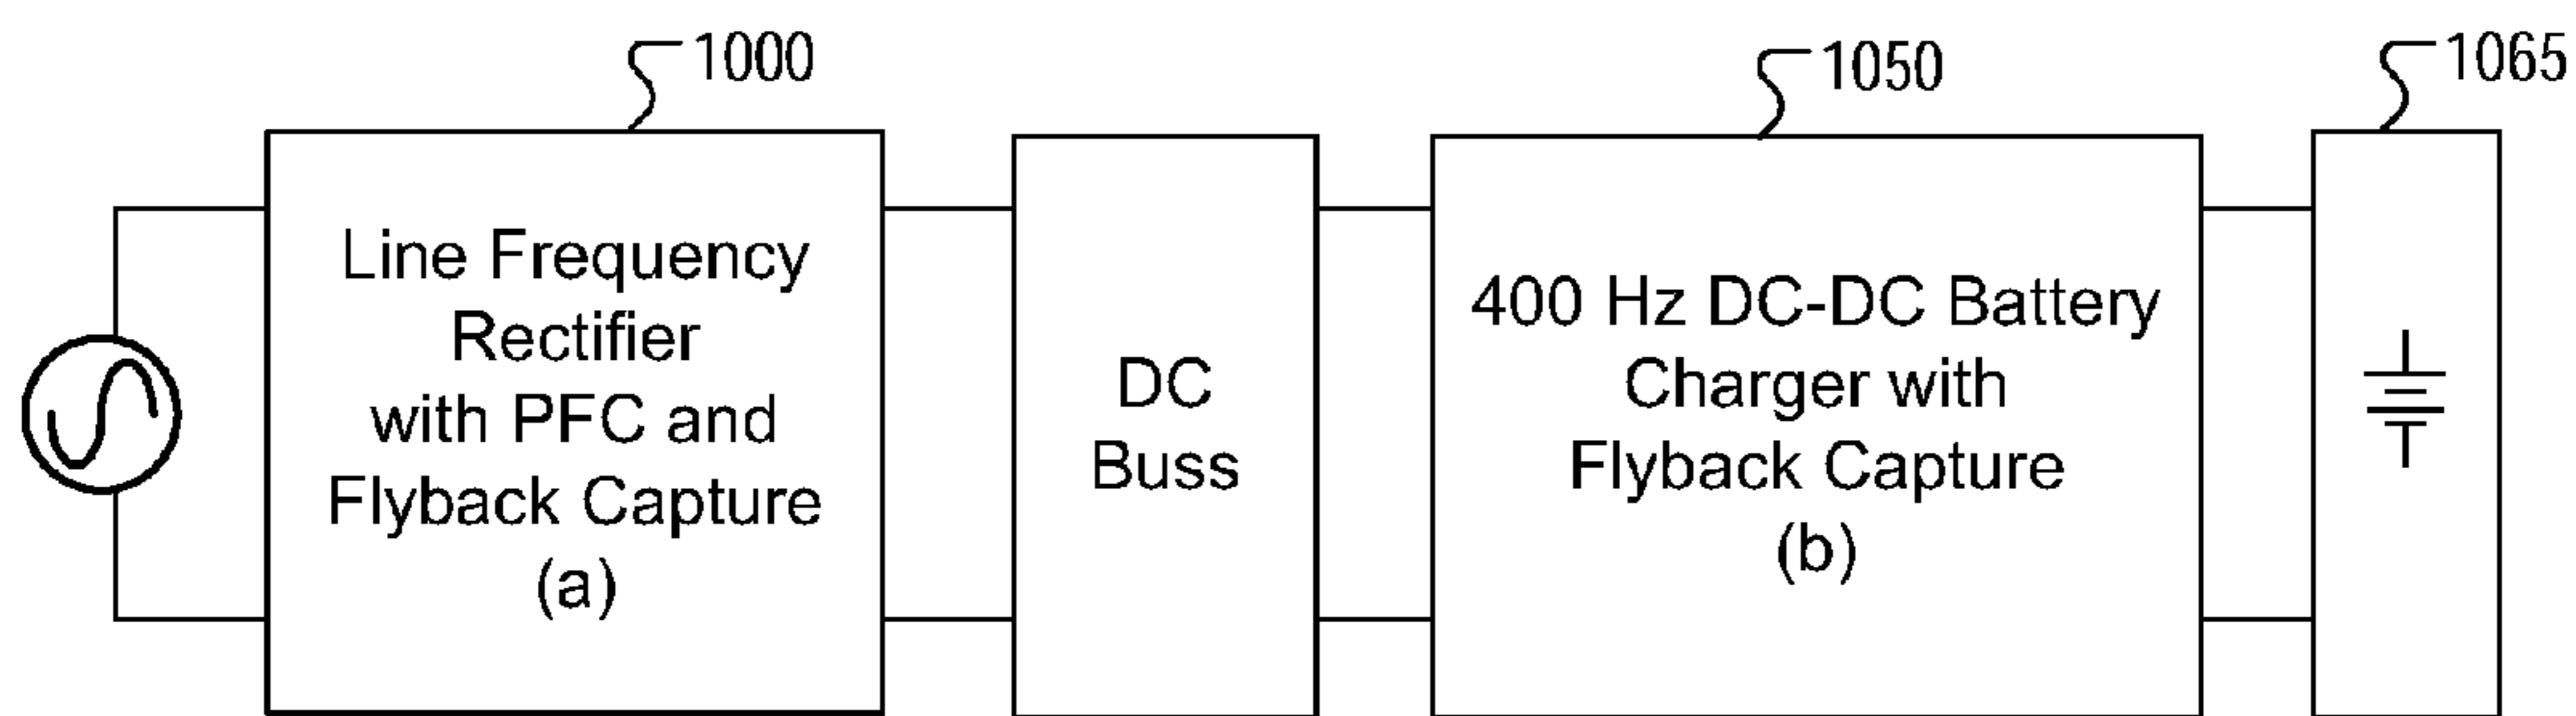 1000
1050
1065
Line Frequency
Rectifier
with PFC and
Flyback Capture
(a)
DC
Buss
400 Hz DC-DC Battery
Charger with
Flyback Capture
(b)